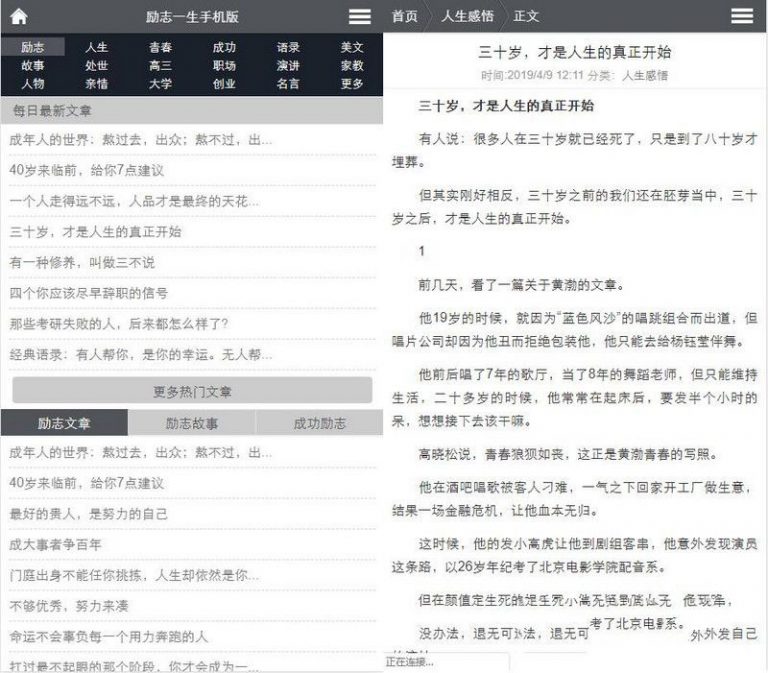 励志一生手机版
励志 人生 青春 成功 语录 美文
故事 处世 高三 职场 演讲 家教
人物 亲情 大学 创业 名言 更多
每日最新文章
成年人的世界：熬过去，出众；熬不过，出...
40岁来临前，给你7点建议
一个人走得远不远，人品才是最终的天花...
三十岁，才是人生的真正开始
有一种修养，叫做三不说
四个你应该尽早辞职的信号
那些考研失败的人，后来都怎么样了?
经典语录：有人帮你，是你的幸运。无人帮...
更多热门文章
励志文章 励志故事 成功励志
成年人的世界：熬过去，出众；熬不过，出...
40岁来临前，给你7点建议
最好的贵人，是努力的自己
成大事者争百年
门庭出身不能任你挑拣，人生却依然是你...
不够优秀，努力来凑
命运不会辜负每一个用力奔跑的人
扛过最不起眼的那个阶段，你才会成为一...
首页 人生感悟 正文
三十岁，才是人生的真正开始
时间:2019/4/9 12:11 分类：人生感悟
三十岁，才是人生的真正开始
有人说：很多人在三十岁就已经死了，只是到了八十岁才
埋葬。
但其实刚好相反，三十岁之前的我们还在胚芽当中，三十
岁之后，才是人生的真正开始。
1
前几天，看了一篇关于黄渤的文章。
他19岁的时候，就因为“蓝色风沙”的唱跳组合而出道，但
唱片公司却因为他丑而拒绝包装他，他只能去给杨钰莹伴舞。
他前后唱了7年的歌厅，当了8年的舞蹈老师，但只能维持
生活，二十多岁的时候，他常常在起床后，要发半个小时的
呆，想想接下去该干嘛。
高晓松说，青春狼狈如丧，这正是黄渤青春的写照。
他在酒吧唱歌被客人刁难，一气之下回家开工厂做生意，
结果一场金融危机，让他血本无归。
这时候，他的发小高虎让他到剧组客串，他意外发现演员
这条路，以26岁年纪考了北京电影学院配音系。
但在颜值定生死的
考了北京电影系。
没办法，退无可 法，退无可 外外发自己
正在连接...